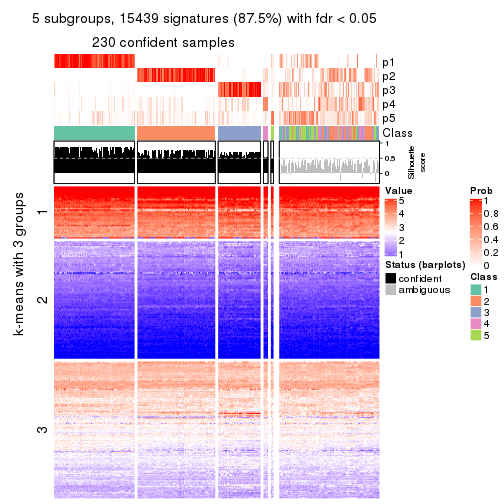 5 subgroups, 15439 signatures (87.5%) with fdr < 0.05
230 confident samples
p1
p2
p3
p4
p5
Class
1
0.5
0
Silhouette
score
k-means with 3 groups
1
2
3
Value
5
4
3
2
1
Status (barplots)
confident
ambiguous
Prob
1
0.8
0.6
0.4
0.2
0
Class
1
2
3
4
5